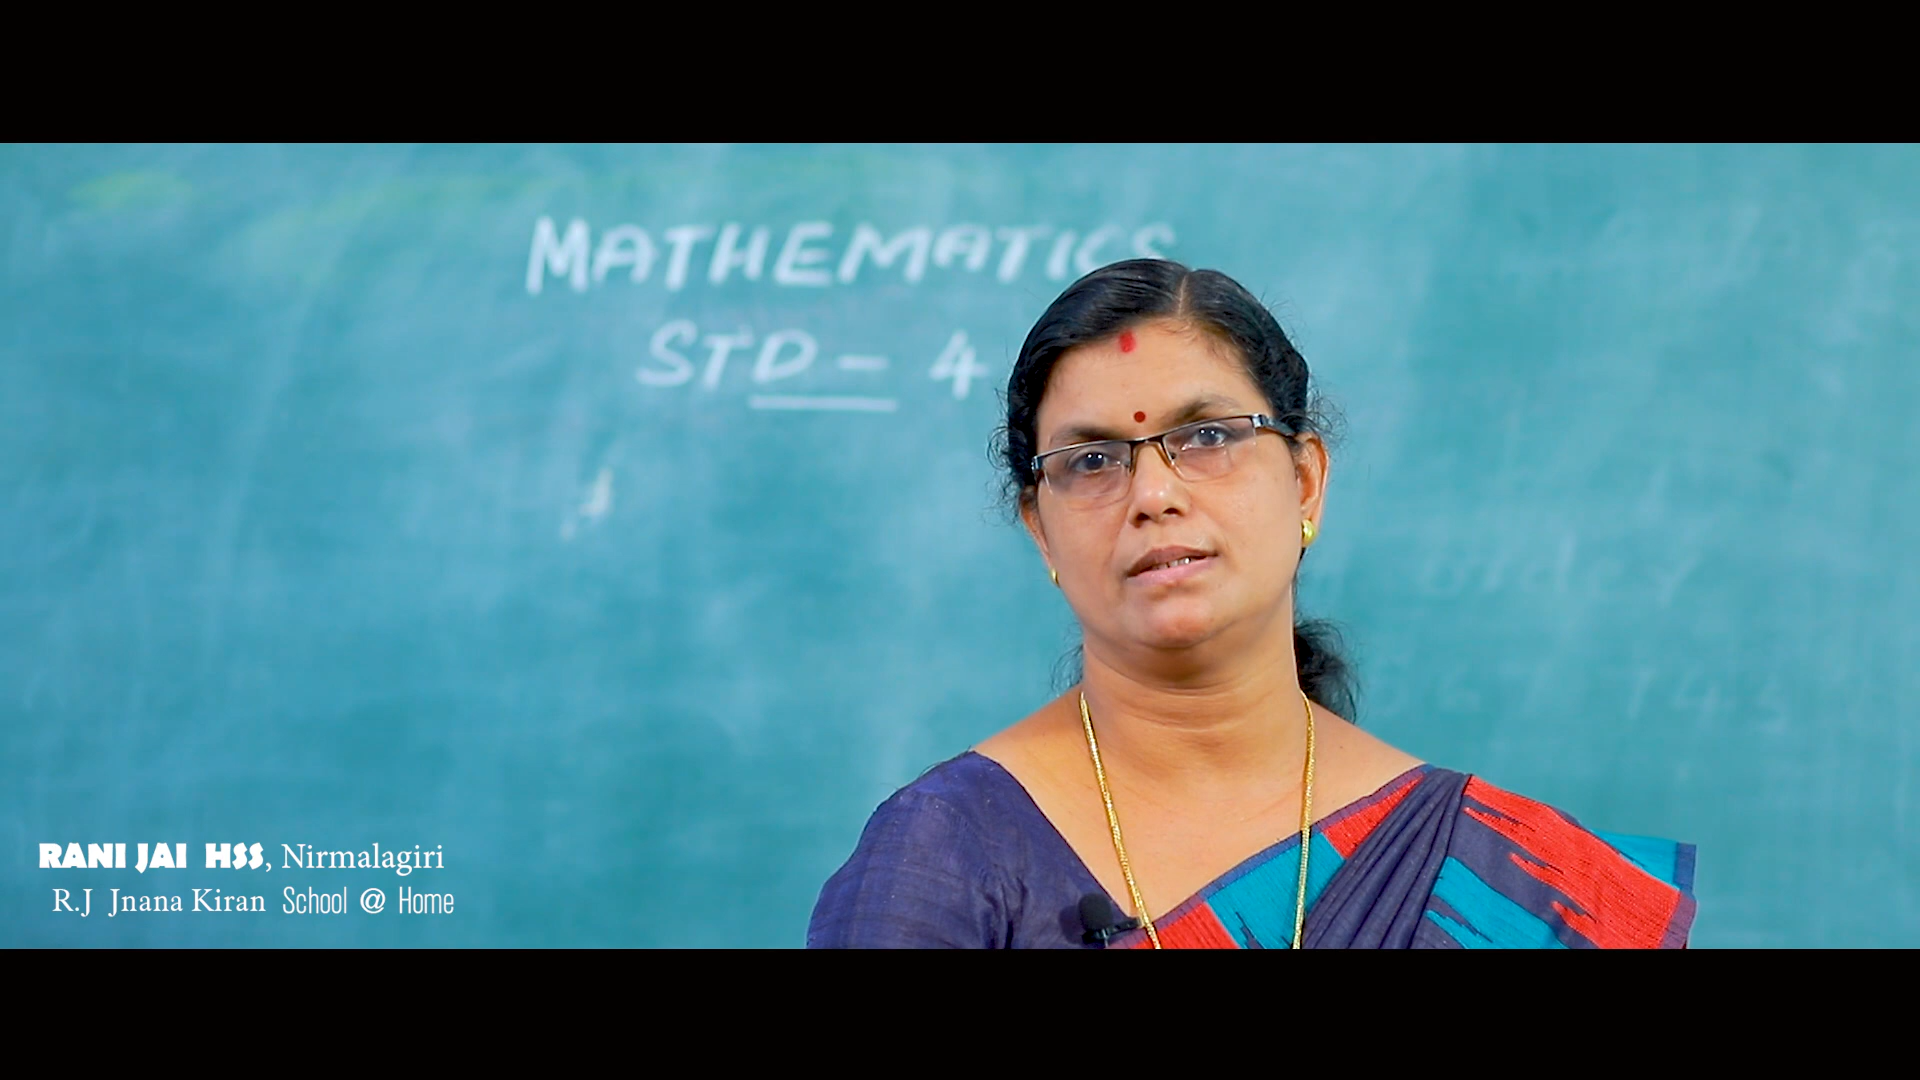 MATHEMATICS
STD - 4
RANI JAI HSS, Nirmalagiri
R.J Jnana Kiran School @ Home